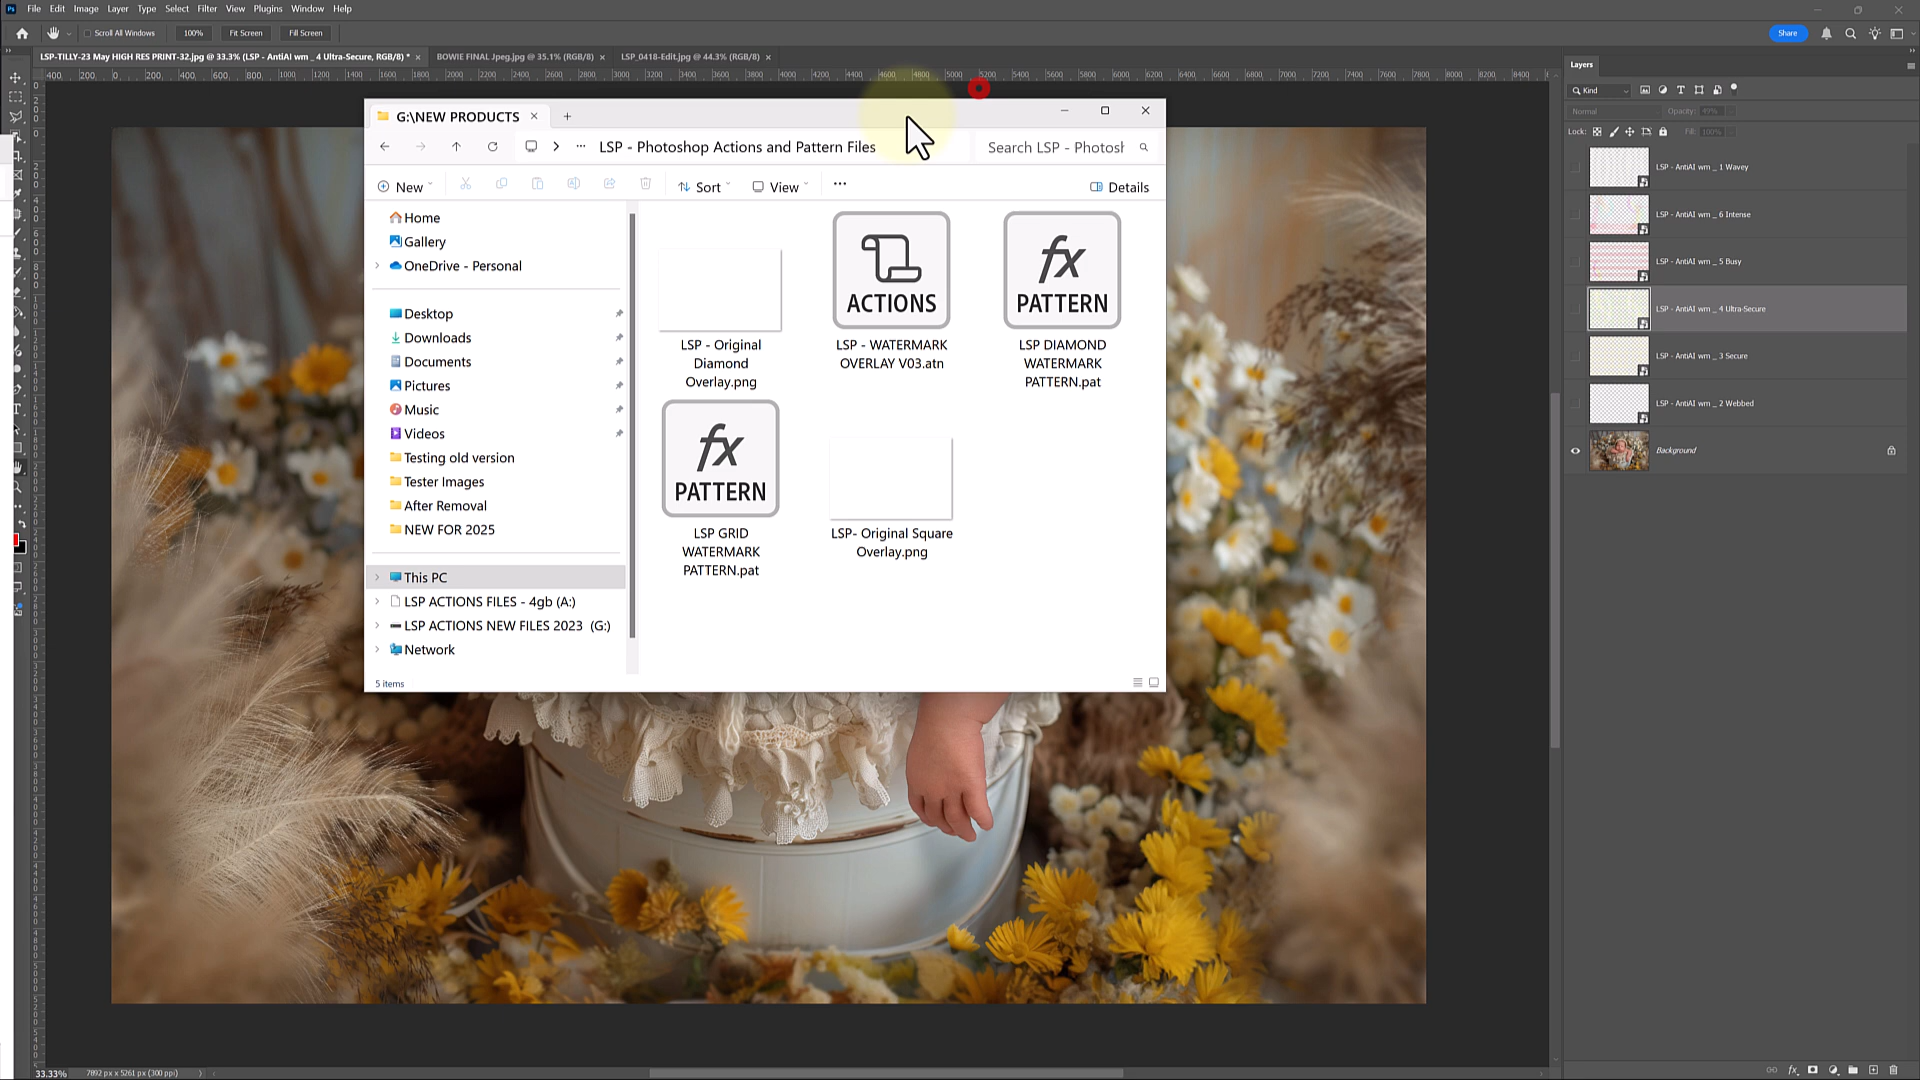 Ps File Edit Image Layer Type Select Filter View Plugins Window Help
Scroll All Windows 100% Fit Screen Fill Screen Share
LSP-TILLY-23 May HIGH RES PRINT-32.jpg @ 33.3% (LSP - AntiAI wm _ 4 Ultra-Secure, RGB/8) * × BOWIE FINAL Jpeg.jpg @ 35.1% (RGB/8) × LSP_0418-Edit.jpg @ 44.3% (RGB/8) ×
G:\NEW PRODUCTS
LSP - Photoshop Actions and Pattern Files
Search LSP - Photosh
New Sort View Details
Home
Gallery
OneDrive - Personal
Desktop
Downloads
Documents
Pictures
Music
Videos
Testing old version
Tester Images
After Removal
NEW FOR 2025
This PC
LSP ACTIONS FILES - 4gb (A:)
LSP ACTIONS NEW FILES 2023 (G:)
Network
5 items
LSP - Original
Diamond
Overlay.png
ACTIONS
LSP - WATERMARK
OVERLAY V03.atn
fx
PATTERN
LSP DIAMOND
WATERMARK
PATTERN.pat
fx
PATTERN
LSP GRID
WATERMARK
PATTERN.pat
LSP- Original Square
Overlay.png
Layers
Kind
Normal Opacity: 49%
Lock: Fill: 100%
LSP - AntiAI wm _ 1 Wavey
LSP - AntiAI wm _ 6 Intense
LSP - AntiAI wm _ 5 Busy
LSP - AntiAI wm _ 4 Ultra-Secure
LSP - AntiAI wm _ 3 Secure
LSP - AntiAI wm _ 2 Webbed
Background
33.33% 7892 px x 5261 px (300 ppi)